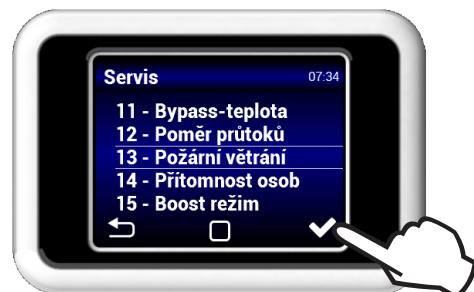 Servis 07:34
11 - Bypass-teplota
12 - Poměr průtoků
13 - Požární větrání
14 - Přítomnost osob
15 - Boost režim